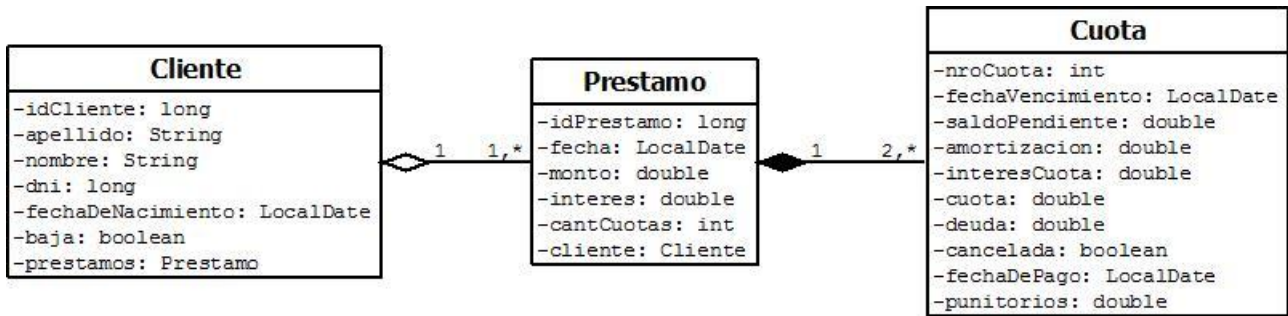 Cliente
-idCliente: long
-apellido: String
-nombre: String
-dni: long
-fechaDeNacimiento: LocalDate
-baja: boolean
-prestamos: Prestamo
1
1,*
Prestamo
-idPrestamo: long
-fecha: LocalDate
-monto: double
-interes: double
-cantCuotas: int
-cliente: Cliente
1
2,*
Cuota
-nroCuota: int
-fechaVencimiento: LocalDate
-saldoPendiente: double
-amortizacion: double
-interesCuota: double
-cuota: double
-deuda: double
-cancelada: boolean
-fechaDePago: LocalDate
-punitorios: double